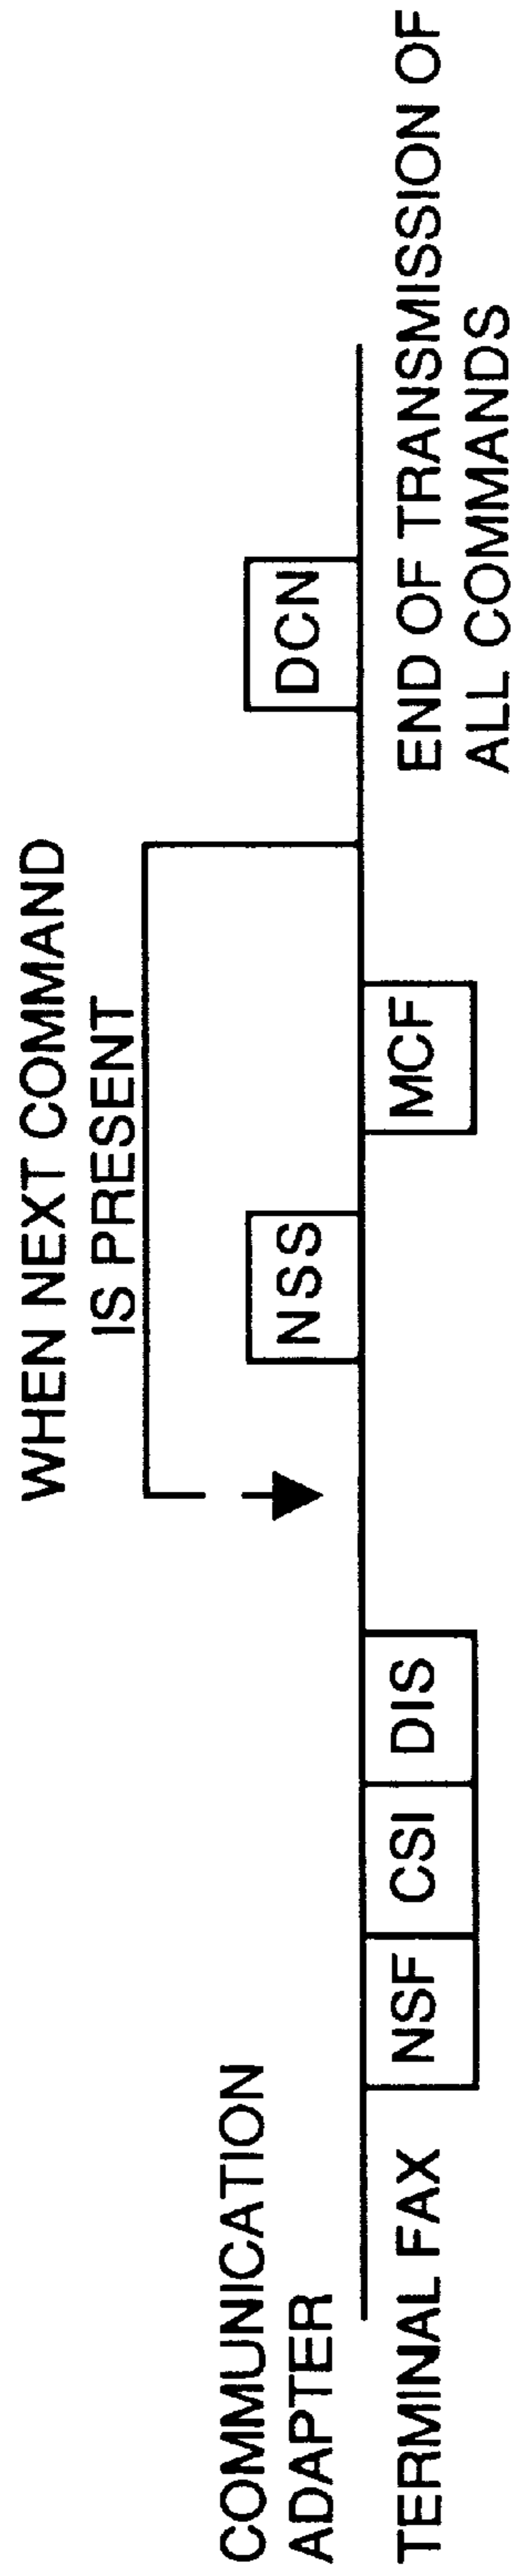 WHEN NEXT COMMAND
IS PRESENT
COMMUNICATION
ADAPTER
NSS
DCN
TERMINAL FAX
NSF CSI DIS
MCF
END OF TRANSMISSION OF
ALL COMMANDS